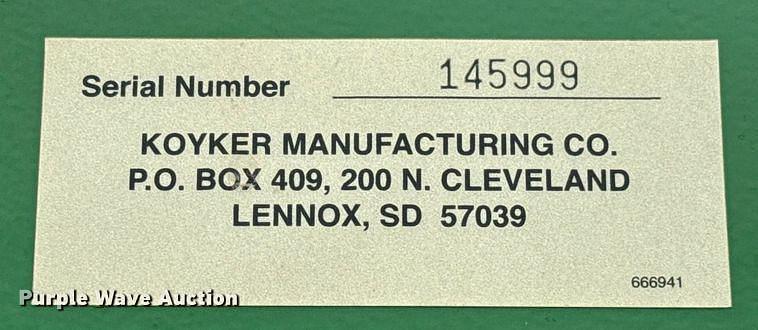 Serial Number 145999
KOYKER MANUFACTURING CO.
P.O. BOX 409, 200 N. CLEVELAND
LENNOX, SD 57039
666941
Purple Wave Auction